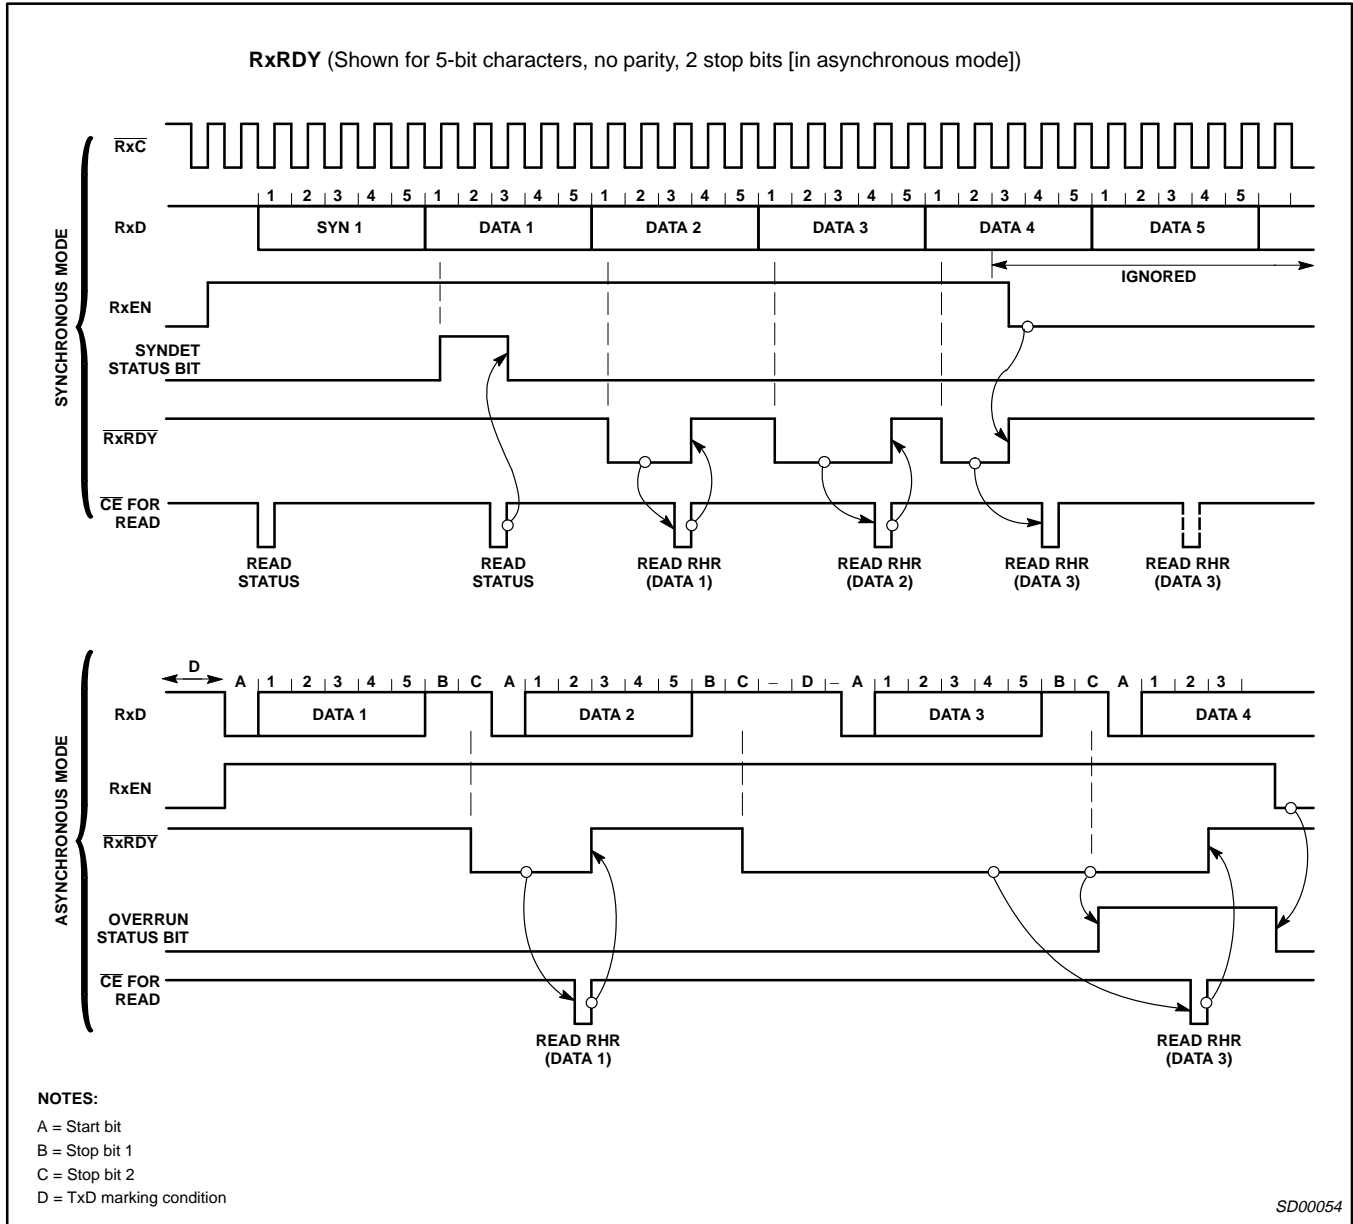 RxRDY (Shown for 5-bit characters, no parity, 2 stop bits [in asynchronous mode])
SYNCHRONOUS MODE
RxC
1 2 3 4 5 1 2 3 4 5 1 2 3 4 5 1 2 3 4 5 1 2 3 4 5 1 2 3 4 5
RxD
SYN 1 DATA 1 DATA 2 DATA 3 DATA 4 DATA 5
IGNORED
RxEN
SYNDET
STATUS BIT
RxRDY
CE FOR
READ
READ
STATUS
READ
STATUS
READ RHR
(DATA 1)
READ RHR
(DATA 2)
READ RHR
(DATA 3)
READ RHR
(DATA 3)
ASYNCHRONOUS MODE
D
A 1 2 3 4 5 B C A 1 2 3 4 5 B C – D – A 1 2 3 4 5 B C A 1 2 3
RxD
DATA 1 DATA 2 DATA 3 DATA 4
RxEN
RxRDY
OVERRUN
STATUS BIT
CE FOR
READ
READ RHR
(DATA 1)
READ RHR
(DATA 3)
NOTES:
A = Start bit
B = Stop bit 1
C = Stop bit 2
D = TxD marking condition
SD00054